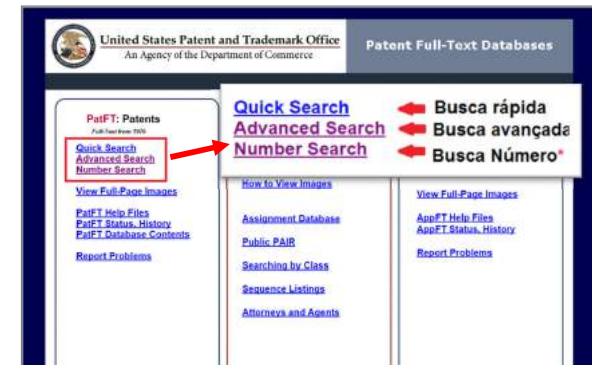 United States Patent and Trademark Office
An Agency of the Department of Commerce
Patent Full-Text Databases
PatFT: Patents
Full-Text from 1976
Quick Search
Advanced Search
Number Search
View Full-Page Images
PatFT Help Files
PatFT Status, History
PatFT Database Contents
Report Problems
Quick Search Busca rápida
Advanced Search Busca avançada
Number Search Busca Número*
How to View Images
Assignment Database
Public PAIR
Searching by Class
Sequence Listings
Attorneys and Agents
View Full-Page Images
AppFT Help Files
AppFT Status, History
Report Problems